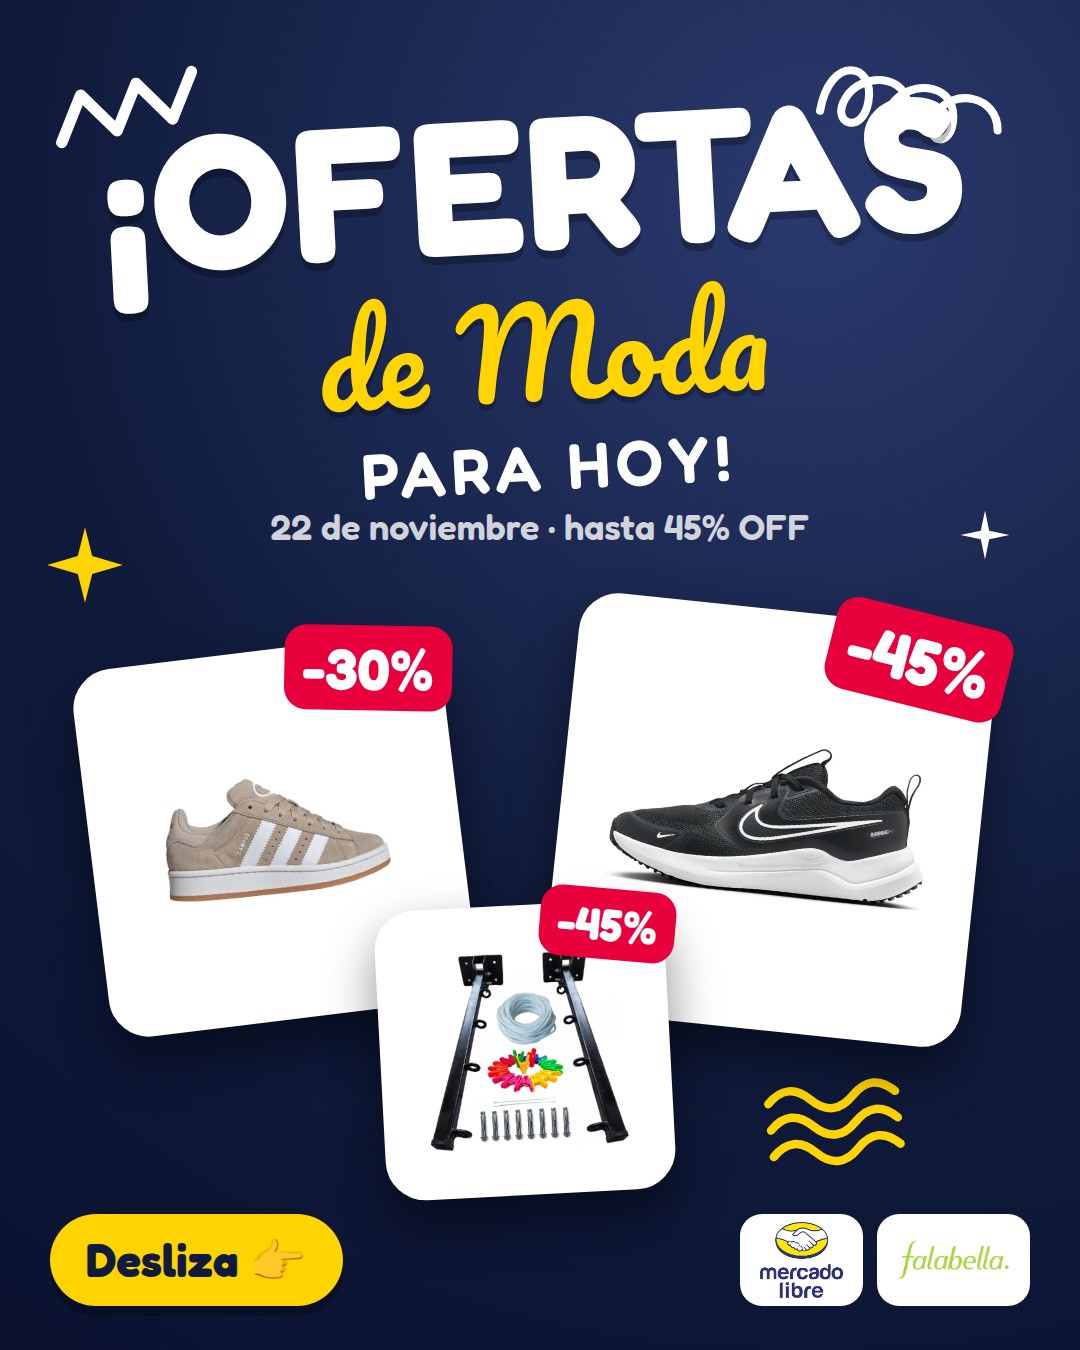 ¡OFERTAS
de Moda
PARA HOY!
22 de noviembre · hasta 45% OFF
-30%
-45%
-45%
Desliza 👉
mercado
libre
falabella.